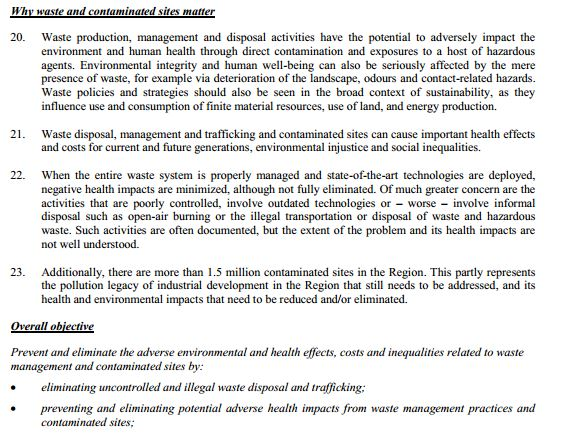 Why waste and contaminated sites matter
20. Waste production, management and disposal activities have the potential to adversely impact the
environment and human health through direct contamination and exposures to a host of hazardous
agents. Environmental integrity and human well-being can also be seriously affected by the mere
presence of waste, for example via deterioration of the landscape, odours and contact-related hazards.
Waste policies and strategies should also be seen in the broad context of sustainability, as they
influence use and consumption of finite material resources, use of land, and energy production.
21. Waste disposal, management and trafficking and contaminated sites can cause important health effects
and costs for current and future generations, environmental injustice and social inequalities.
22. When the entire waste system is properly managed and state-of-the-art technologies are deployed,
negative health impacts are minimized, although not fully eliminated. Of much greater concern are the
activities that are poorly controlled, involve outdated technologies or – worse – involve informal
disposal such as open-air burning or the illegal transportation or disposal of waste and hazardous
waste. Such activities are often documented, but the extent of the problem and its health impacts are
not well understood.
23. Additionally, there are more than 1.5 million contaminated sites in the Region. This partly represents
the pollution legacy of industrial development in the Region that still needs to be addressed, and its
health and environmental impacts that need to be reduced and/or eliminated.
Overall objective
Prevent and eliminate the adverse environmental and health effects, costs and inequalities related to waste
management and contaminated sites by:
• eliminating uncontrolled and illegal waste disposal and trafficking;
• preventing and eliminating potential adverse health impacts from waste management practices and
contaminated sites;